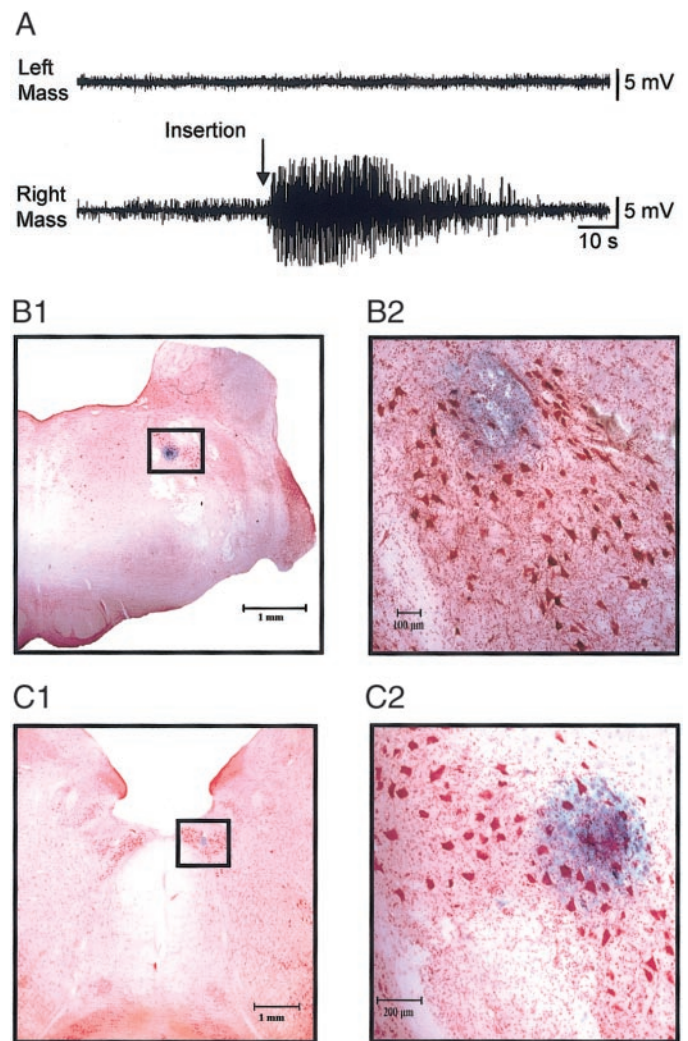 A
Left
Mass
5 mV
Insertion
Right
Mass
5 mV
10 s
B1
B2
1 mm
100 µm
C1
C2
1 mm
200 µm